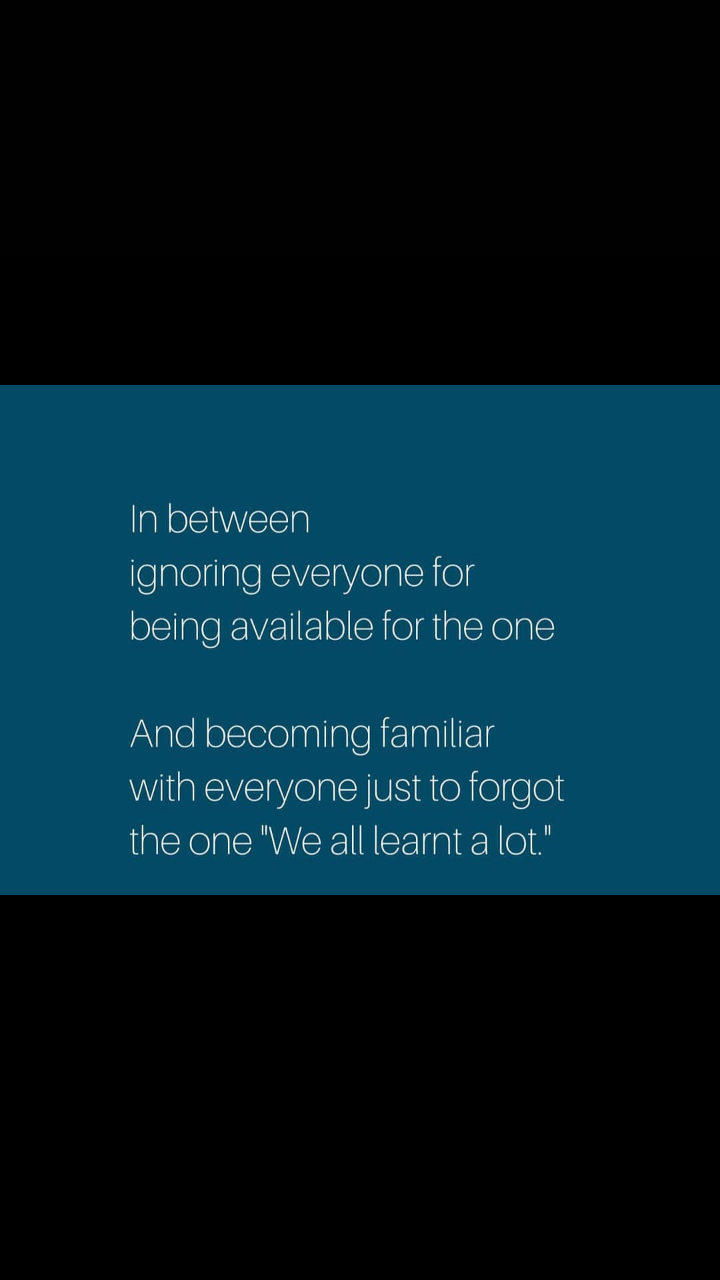 In between
ignoring everyone for
being available for the one
And becoming familiar
with everyone just to forgot
the one "We all learnt a lot."